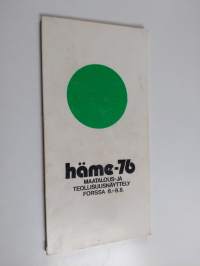 häme-76
MAATALOUS-JA
TEOLLISUUSNÄYTTELY
FORSSA 6.-8.8.